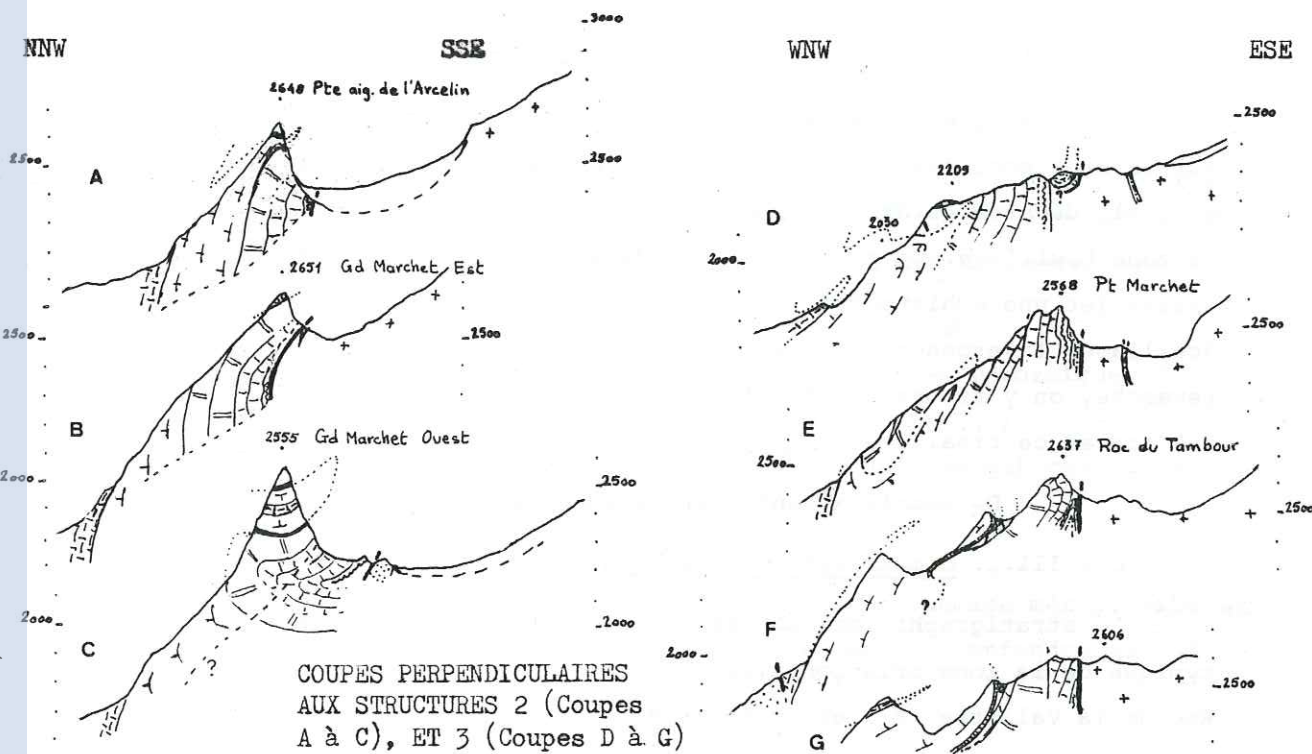 NNW SSE
3000
2648 Pte aig. de l'Arcelin
2500 2500
A
2651 Gd Marchet Est
2500 2500
B
2555 Gd Marchet Ouest
2000 2500
2000 2000
C ?
COUPES PERPENDICULAIRES
AUX STRUCTURES 2 (Coupes
A à C), ET 3 (Coupes D à G)
WNW ESE
2500
2209
D ? ?
2030
2000
2568 Pt Marchet
2500
E
2500
2637 Roc du Tambour
2500
F ?
2000
2606
2500
G